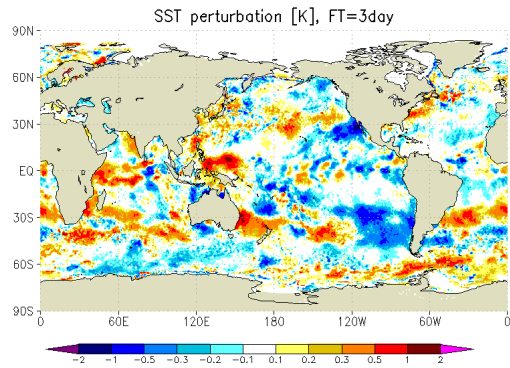 SST perturbation [K], FT=3day
90N
60N
30N
EQ
30S
60S
90S
0 60E 120E 180 120W 60W 0
-2 -1 -0.5 -0.3 -0.2 -0.1 0.1 0.2 0.3 0.5 1 2